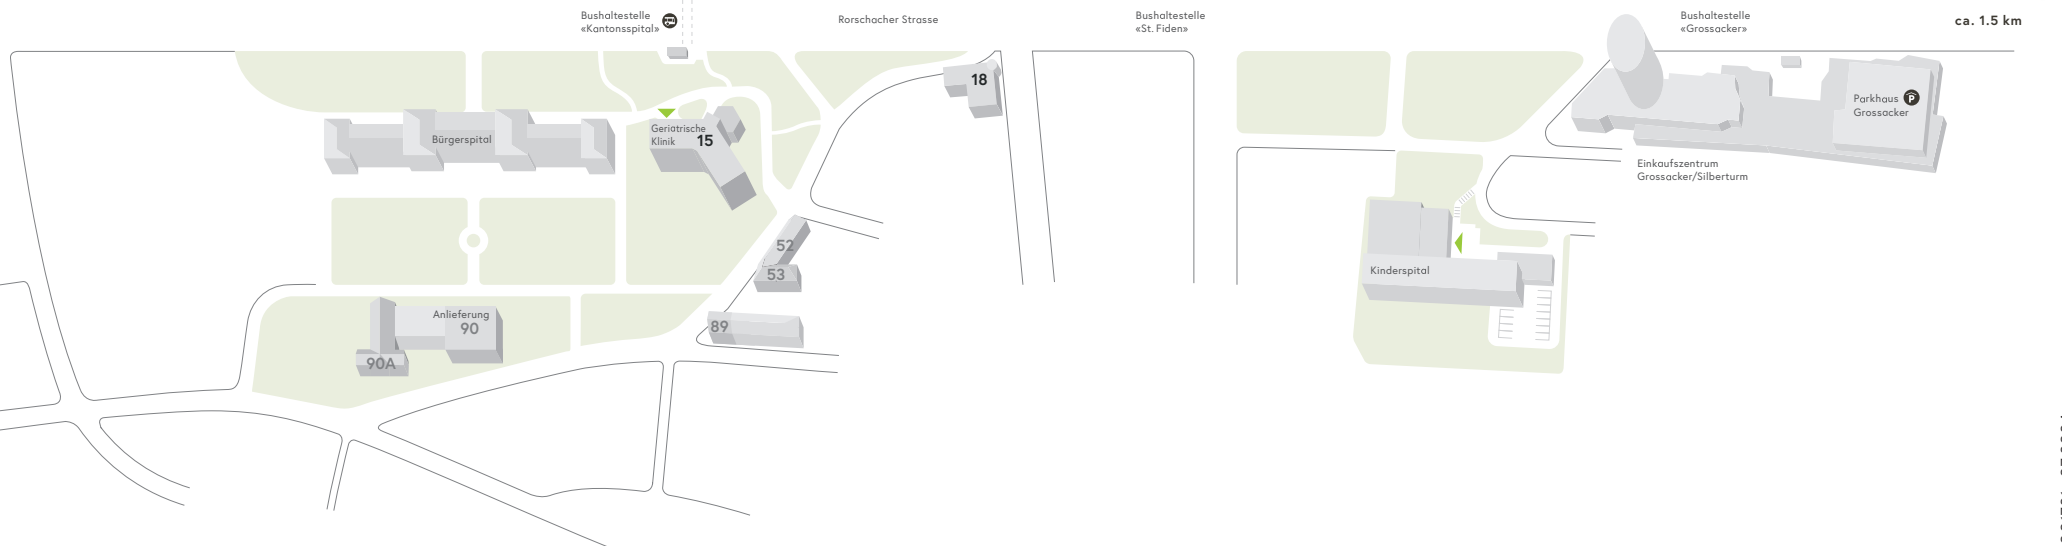 Bushaltestelle
«Kantonsspital»
Rorschacher Strasse
Bushaltestelle
«St. Fiden»
Bushaltestelle
«Grossacker»
ca. 1.5 km
18
Parkhaus P
Grossacker
Bürgerspital
Geriatrische
Klinik 15
Einkaufszentrum
Grossacker/Silberturm
52
53
Kinderspital
Anlieferung
90
89
90A